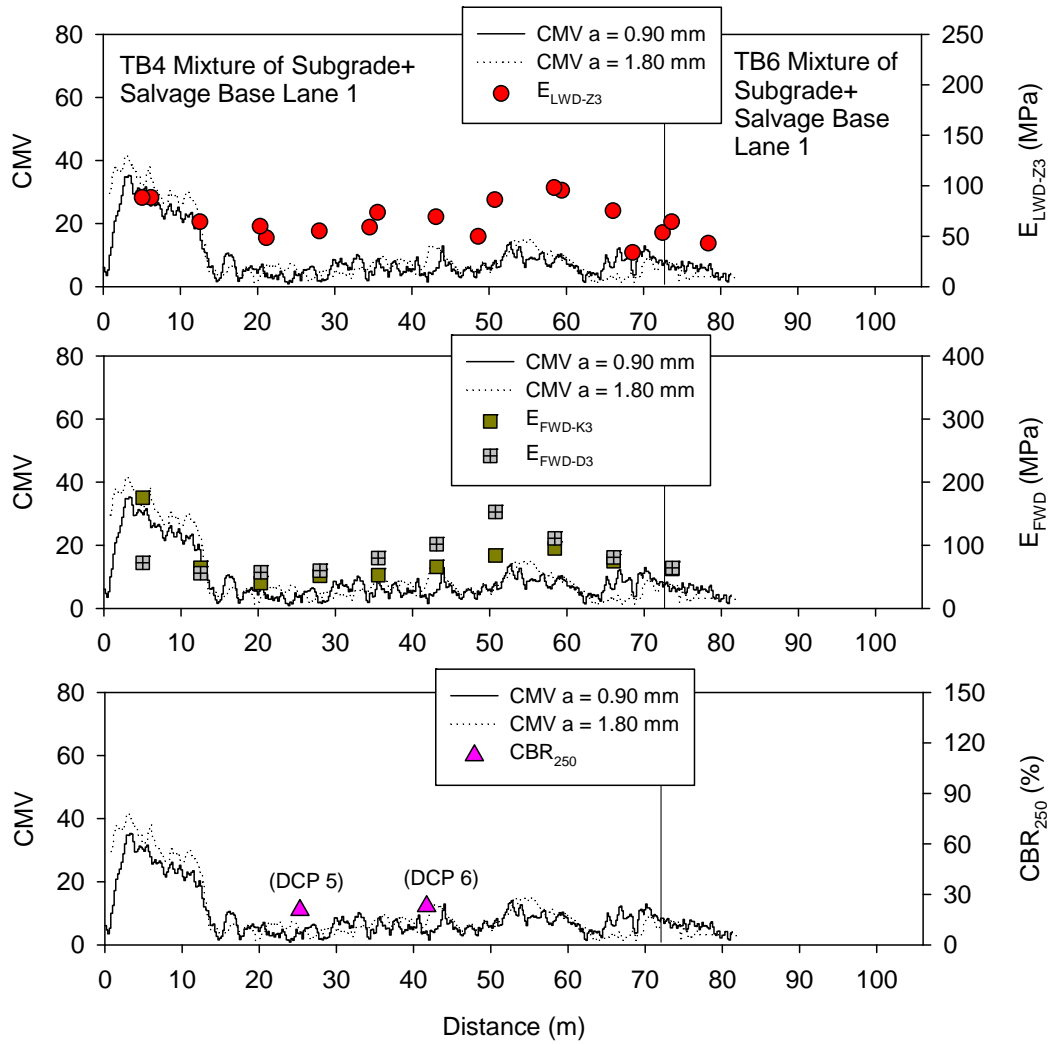 CMV a = 0.90 mm
CMV a = 1.80 mm
E_LWD-Z3
TB4 Mixture of Subgrade+
Salvage Base Lane 1
TB6 Mixture of
Subgrade+
Salvage Base
Lane 1
80
60
40
20
0
CMV
250
200
150
100
50
0
E_LWD-Z3 (MPa)
0 10 20 30 40 50 60 70 80 90 100
CMV a = 0.90 mm
CMV a = 1.80 mm
E_FWD-K3
E_FWD-D3
80
60
40
20
0
CMV
400
300
200
100
0
E_FWD (MPa)
0 10 20 30 40 50 60 70 80 90 100
CMV a = 0.90 mm
CMV a = 1.80 mm
CBR_250
(DCP 5)
(DCP 6)
80
60
40
20
0
CMV
150
120
90
60
30
0
CBR_250 (%)
0 10 20 30 40 50 60 70 80 90 100
Distance (m)